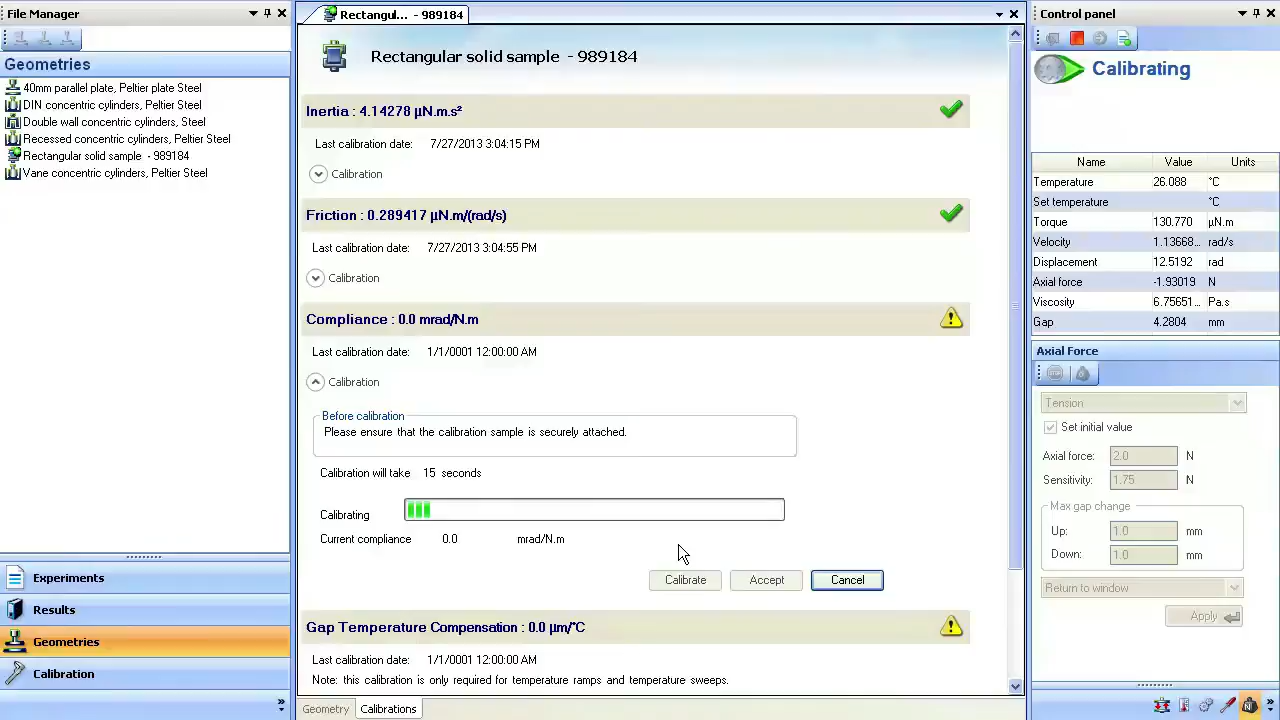 File Manager
Geometries
40mm parallel plate, Peltier plate Steel
DIN concentric cylinders, Peltier Steel
Double wall concentric cylinders, Steel
Recessed concentric cylinders, Peltier Steel
Rectangular solid sample - 989184
Vane concentric cylinders, Peltier Steel
Experiments
Results
Geometries
Calibration
Rectangul... - 989184
Rectangular solid sample - 989184
Inertia : 4.14278 µN.m.s²
Last calibration date: 7/27/2013 3:04:15 PM
Calibration
Friction : 0.289417 µN.m/(rad/s)
Last calibration date: 7/27/2013 3:04:55 PM
Calibration
Compliance : 0.0 mrad/N.m
Last calibration date: 1/1/0001 12:00:00 AM
Calibration
Before calibration
Please ensure that the calibration sample is securely attached.
Calibration will take 15 seconds
Calibrating
Current compliance 0.0 mrad/N.m
Calibrate Accept Cancel
Gap Temperature Compensation : 0.0 µm/°C
Last calibration date: 1/1/0001 12:00:00 AM
Note: this calibration is only required for temperature ramps and temperature sweeps.
Geometry Calibrations
Control panel
Calibrating
Name Value Units
Temperature 26.088 °C
Set temperature °C
Torque 130.770 µN.m
Velocity 1.13668... rad/s
Displacement 12.5192 rad
Axial force -1.93019 N
Viscosity 6.75651... Pa.s
Gap 4.2804 mm
Axial Force
Tension
Set initial value
Axial force: 2.0 N
Sensitivity: 1.75 N
Max gap change
Up: 1.0 mm
Down: 1.0 mm
Return to window
Apply